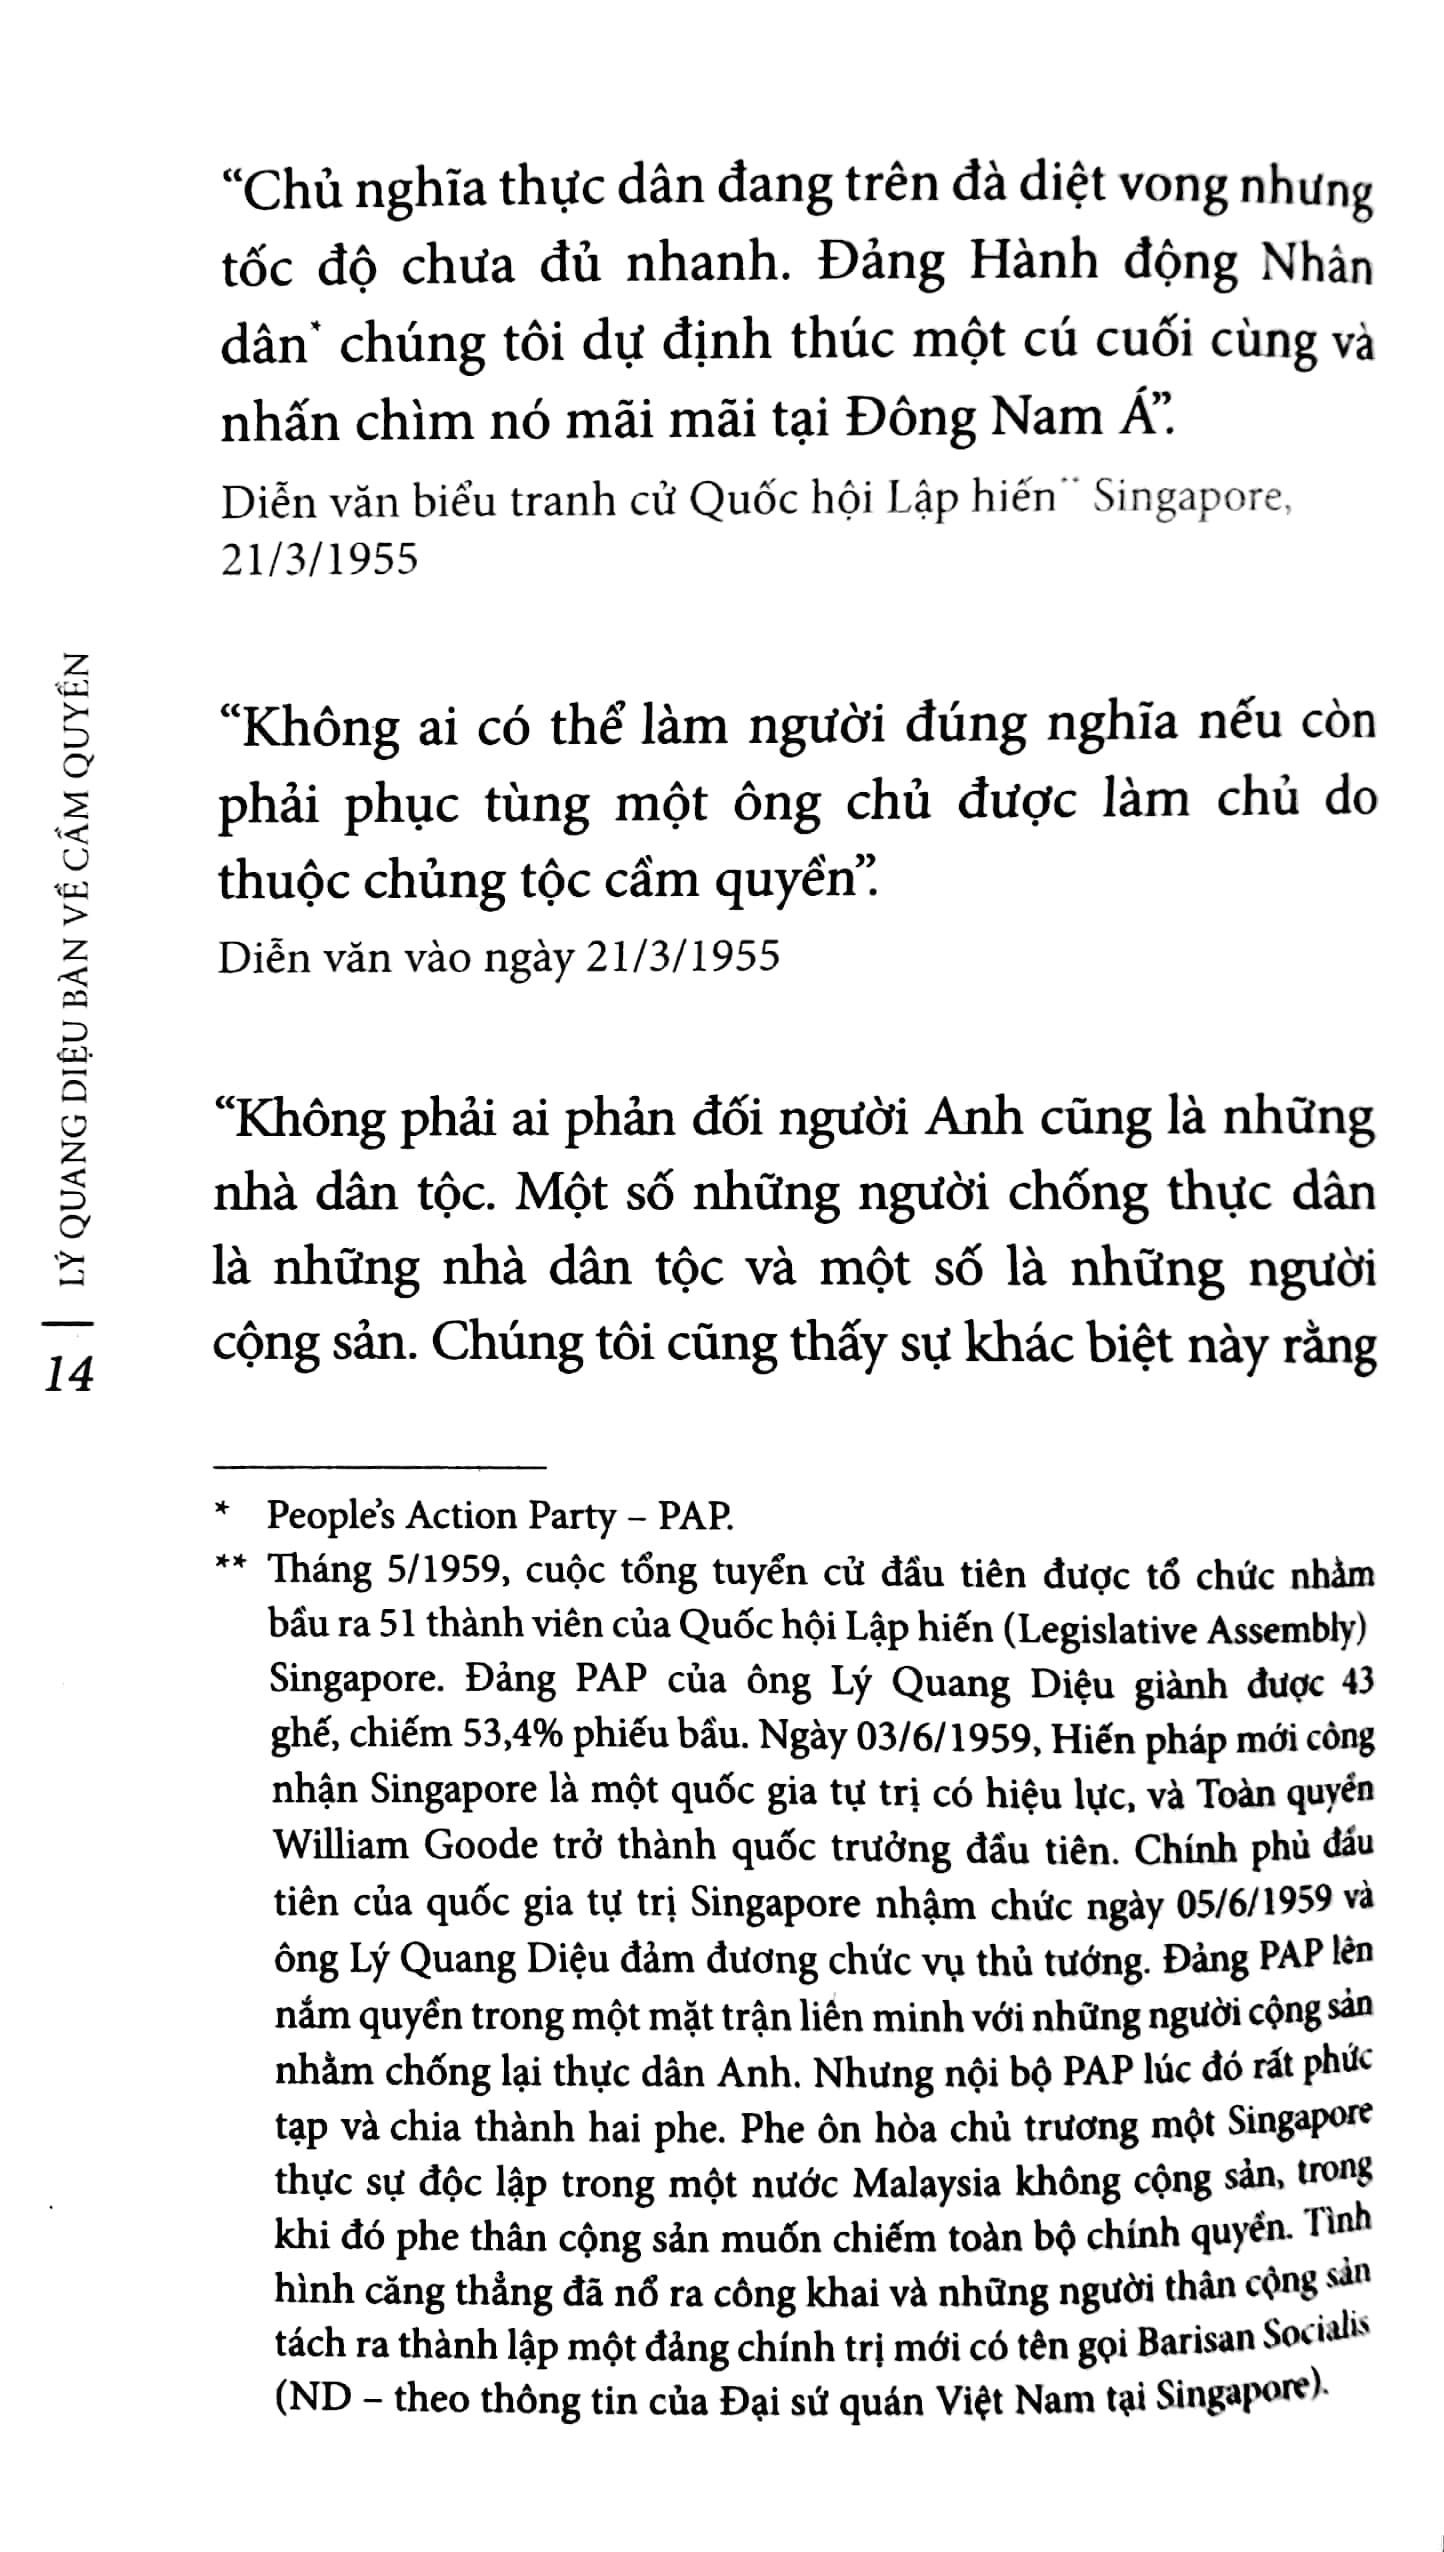 “Chủ nghĩa thực dân đang trên đà diệt vong nhưng
tốc độ chưa đủ nhanh. Đảng Hành động Nhân
dân* chúng tôi dự định thúc một cú cuối cùng và
nhấn chìm nó mãi mãi tại Đông Nam Á”.
Diễn văn biểu tranh cử Quốc hội Lập hiến** Singapore,
21/3/1955
“Không ai có thể làm người đúng nghĩa nếu còn
phải phục tùng một ông chủ được làm chủ do
thuộc chủng tộc cầm quyền”.
Diễn văn vào ngày 21/3/1955
“Không phải ai phản đối người Anh cũng là những
nhà dân tộc. Một số những người chống thực dân
là những nhà dân tộc và một số là những người
cộng sản. Chúng tôi cũng thấy sự khác biệt này rằng
LÝ QUANG DIỆU BÀN VỀ CẦM QUYỀN
14
* People’s Action Party – PAP.
** Tháng 5/1959, cuộc tổng tuyển cử đầu tiên được tổ chức nhằm
bầu ra 51 thành viên của Quốc hội Lập hiến (Legislative Assembly)
Singapore. Đảng PAP của ông Lý Quang Diệu giành được 43
ghế, chiếm 53,4% phiếu bầu. Ngày 03/6/1959, Hiến pháp mới công
nhận Singapore là một quốc gia tự trị có hiệu lực, và Toàn quyền
William Goode trở thành quốc trưởng đầu tiên. Chính phủ đầu
tiên của quốc gia tự trị Singapore nhậm chức ngày 05/6/1959 và
ông Lý Quang Diệu đảm đương chức vụ thủ tướng. Đảng PAP lên
nắm quyền trong một mặt trận liên minh với những người cộng sản
nhằm chống lại thực dân Anh. Nhưng nội bộ PAP lúc đó rất phức
tạp và chia thành hai phe. Phe ôn hòa chủ trương một Singapore
thực sự độc lập trong một nước Malaysia không cộng sản, trong
khi đó phe thân cộng sản muốn chiếm toàn bộ chính quyền. Tình
hình căng thẳng đã nổ ra công khai và những người thân cộng sản
tách ra thành lập một đảng chính trị mới có tên gọi Barisan Socialis
(ND – theo thông tin của Đại sứ quán Việt Nam tại Singapore).